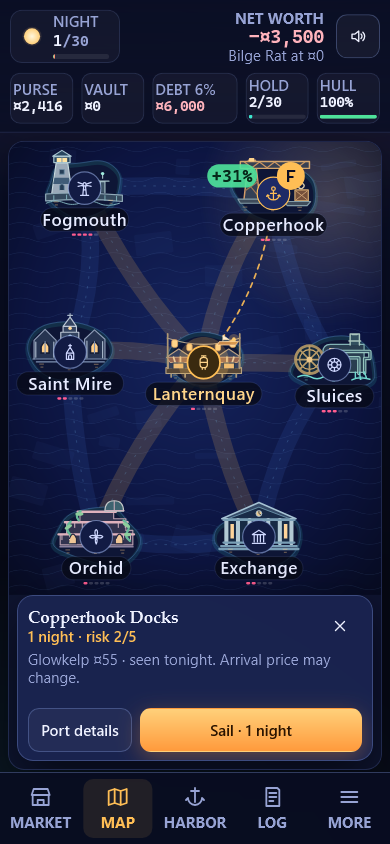 NIGHT
1/30
NET WORTH
−¤3,500
Bilge Rat at ¤0
PURSE
¤2,416
VAULT
¤0
DEBT 6%
¤6,000
HOLD
2/30
HULL
100%
+31%
F
Fogmouth
Copperhook
Saint Mire
Lanternquay
Sluices
Orchid
Exchange
Copperhook Docks
1 night · risk 2/5
Glowkelp ¤55 · seen tonight. Arrival price may
change.
Port details
Sail · 1 night
MARKET
MAP
HARBOR
LOG
MORE